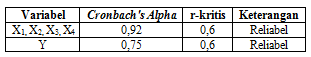 Variabel Cronbach's Alpha r-kritis Keterangan
X₁, X₂, X₃, X₄ 0,92 0,6 Reliabel
Y 0,75 0,6 Reliabel